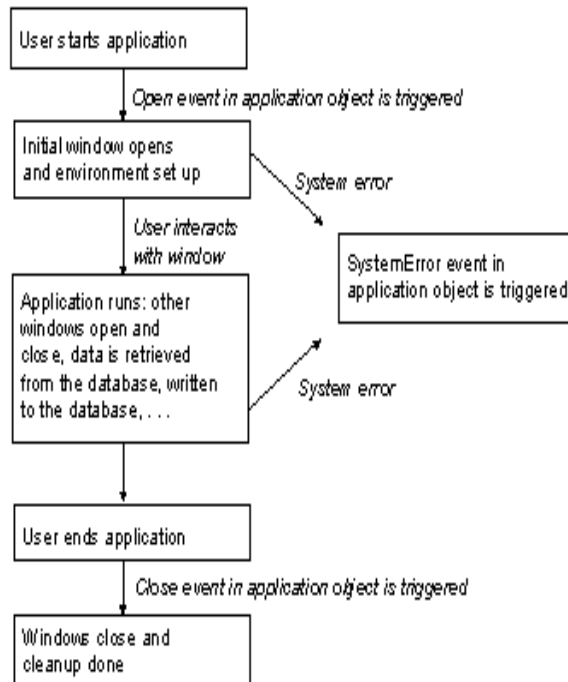 User starts application
Open event in application object is triggered
Initial window opens
and environment set up
System error
User interacts
with window
SystemError event in
application object is triggered
Application runs: other
windows open and
close, data is retrieved
from the database, written
to the database, . . .
System error
User ends application
Close event in application object is triggered
Windows close and
cleanup done